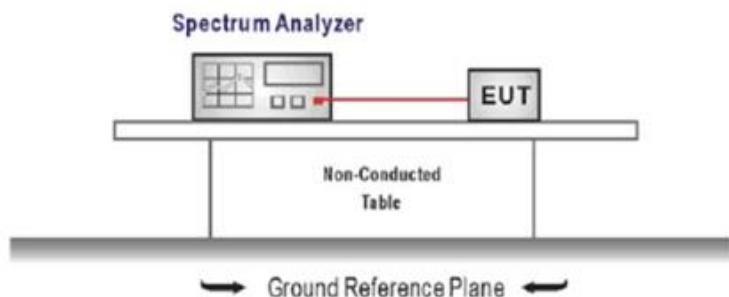 Spectrum Analyzer
EUT
Non-Conducted
Table
Ground Reference Plane